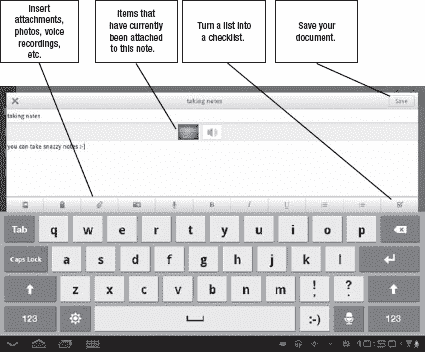 Insert
attachments,
photos, voice
recordings,
etc.
Items that
have currently
been attached
to this note.
Turn a list into
a checklist.
Save your
document.
taking notes
Save
taking notes
you can take snazzy notes :-)
B I U
Tab q w e r t y u i o p
Caps Lock a s d f g h j k l
z x c v b n m ! , ? .
123 :-) 123